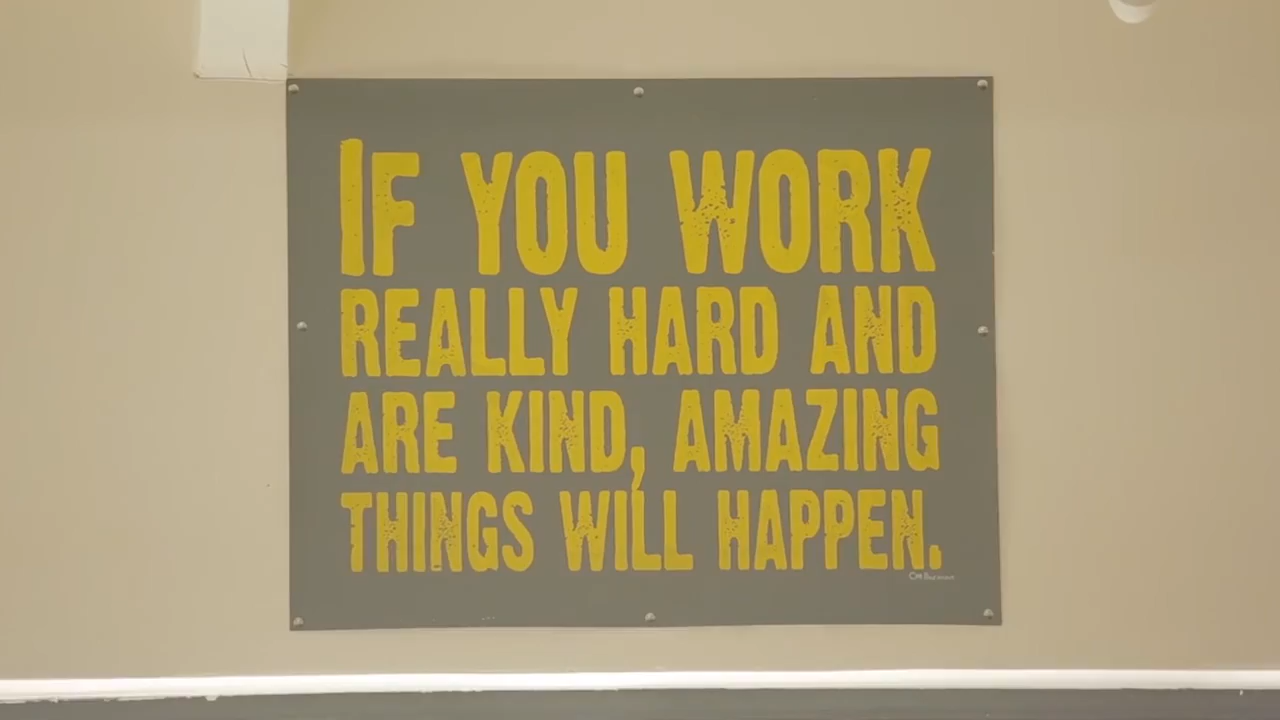 IF YOU WORK
REALLY HARD AND
ARE KIND, AMAZING
THINGS WILL HAPPEN.